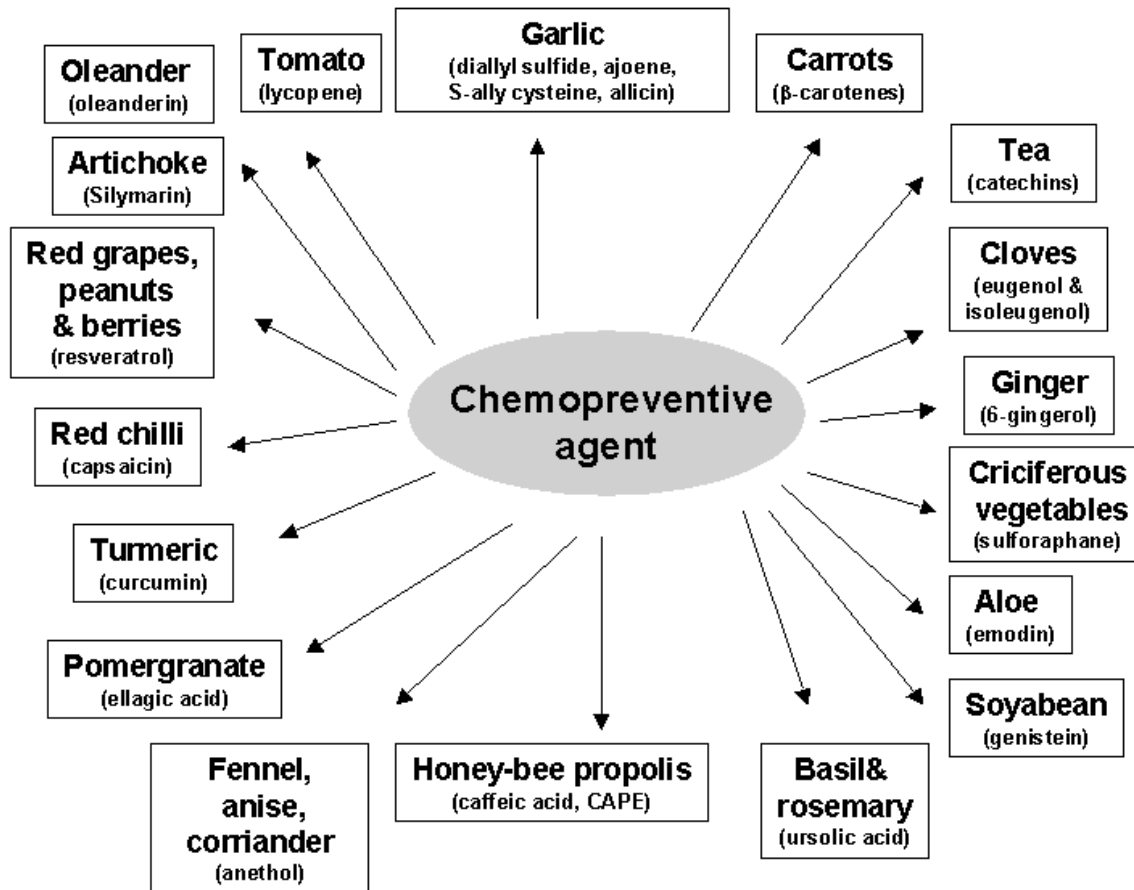 Garlic
(diallyl sulfide, ajoene,
S-ally cysteine, allicin)
Tomato
(lycopene)
Carrots
(β-carotenes)
Oleander
(oleanderin)
Tea
(catechins)
Artichoke
(Silymarin)
Cloves
(eugenol &
isoleugenol)
Red grapes,
peanuts
& berries
(resveratrol)
Ginger
(6-gingerol)
Chemopreventive
agent
Red chilli
(capsaicin)
Criciferous
vegetables
(sulforaphane)
Turmeric
(curcumin)
Aloe
(emodin)
Pomergranate
(ellagic acid)
Soyabean
(genistein)
Fennel,
anise,
corriander
(anethol)
Honey-bee propolis
(caffeic acid, CAPE)
Basil&
rosemary
(ursolic acid)